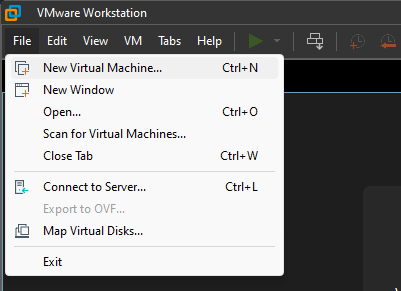 VMware Workstation
File Edit View VM Tabs Help
New Virtual Machine... Ctrl+N
New Window
Open... Ctrl+O
Scan for Virtual Machines...
Close Tab Ctrl+W
Connect to Server... Ctrl+L
Export to OVF...
Map Virtual Disks...
Exit